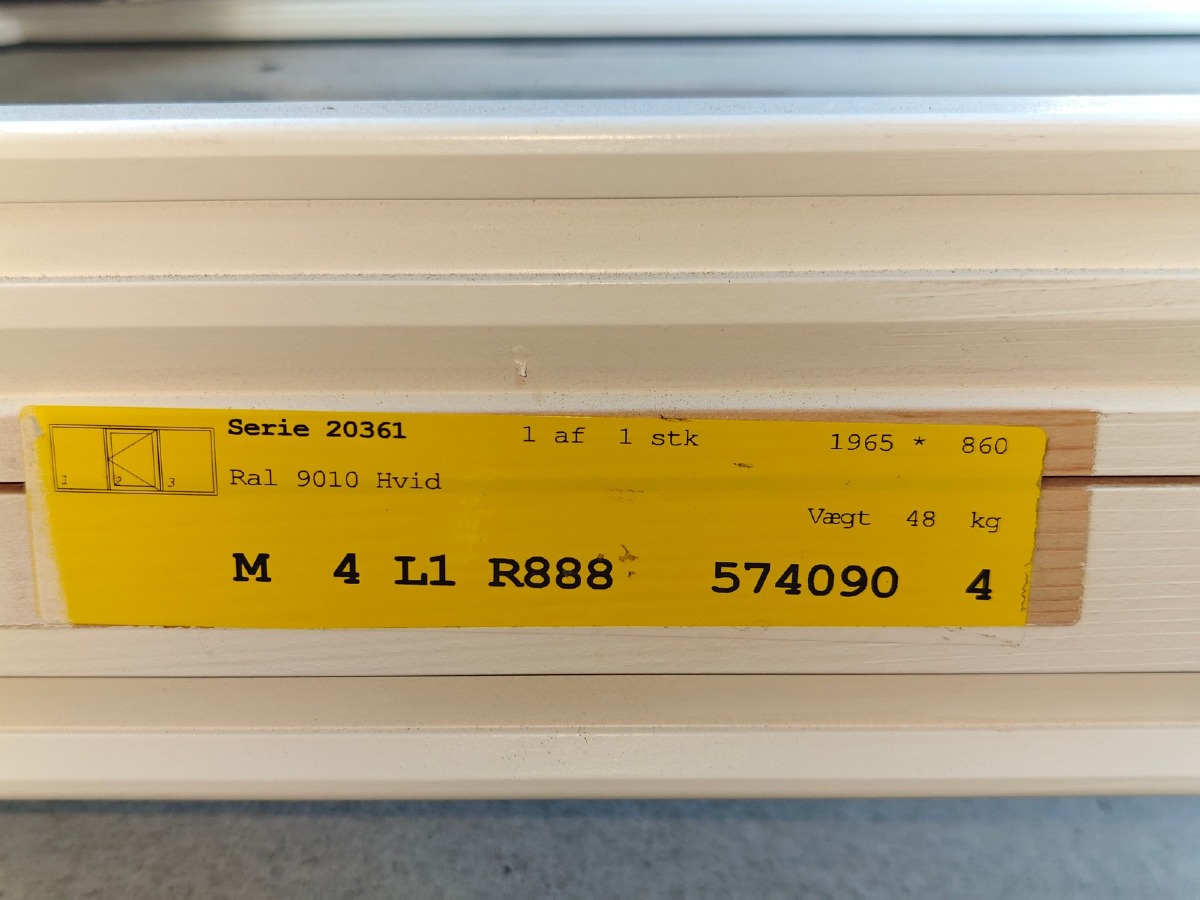 1 2 3
Serie 20361 1 af 1 stk 1965 * 860
Ral 9010 Hvid
Vægt 48 kg
M 4 L1 R888 574090 4